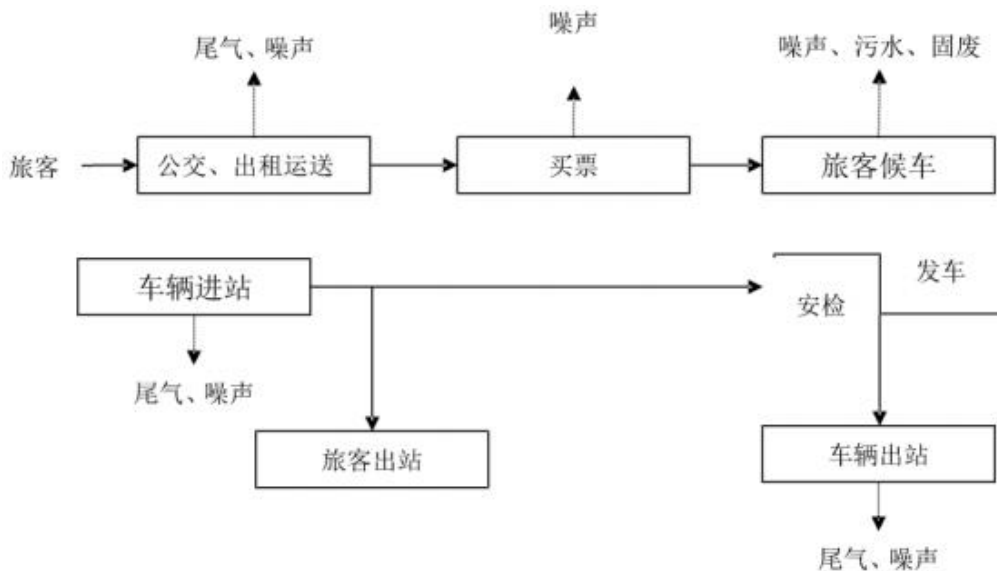 噪声
尾气、噪声
噪声、污水、固废
旅客
公交、出租运送
买票
旅客候车
车辆进站
发车
安检
尾气、噪声
旅客出站
车辆出站
尾气、噪声